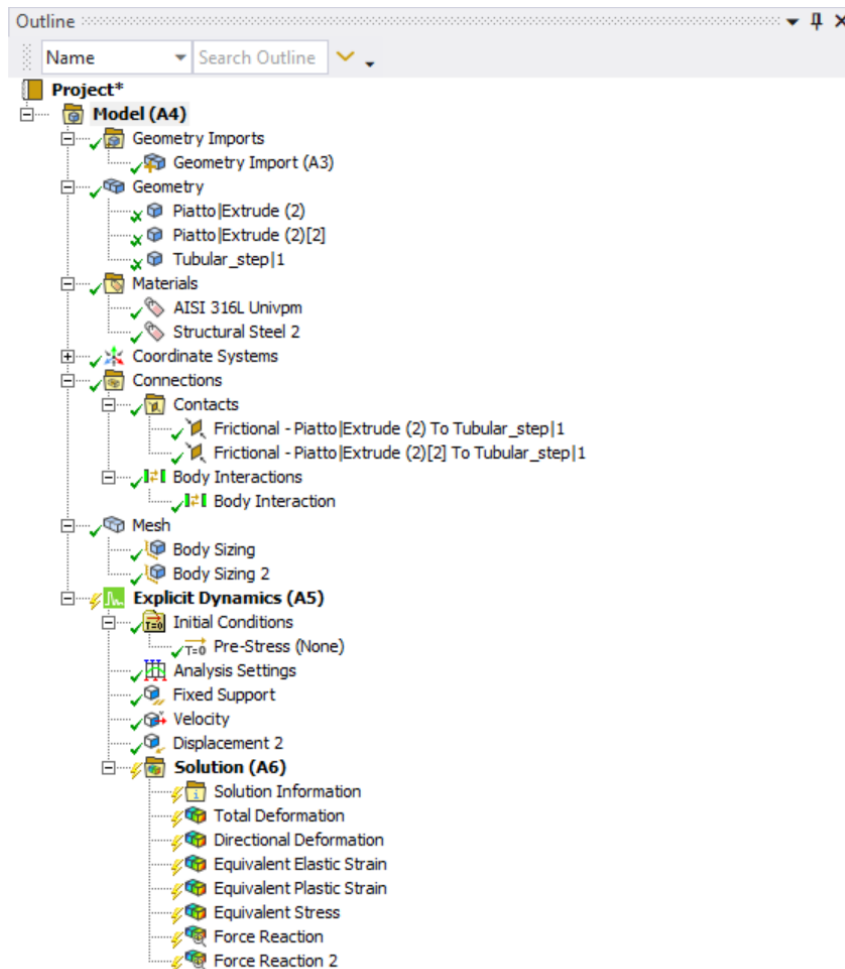 Outline
Name Search Outline
Project*
Model (A4)
Geometry Imports
Geometry Import (A3)
Geometry
Piatto|Extrude (2)
Piatto|Extrude (2)[2]
Tubular_step|1
Materials
AISI 316L Univpm
Structural Steel 2
Coordinate Systems
Connections
Contacts
Frictional - Piatto|Extrude (2) To Tubular_step|1
Frictional - Piatto|Extrude (2)[2] To Tubular_step|1
Body Interactions
Body Interaction
Mesh
Body Sizing
Body Sizing 2
Explicit Dynamics (A5)
Initial Conditions
T=0 Pre-Stress (None)
Analysis Settings
Fixed Support
Velocity
Displacement 2
Solution (A6)
Solution Information
Total Deformation
Directional Deformation
Equivalent Elastic Strain
Equivalent Plastic Strain
Equivalent Stress
Force Reaction
Force Reaction 2